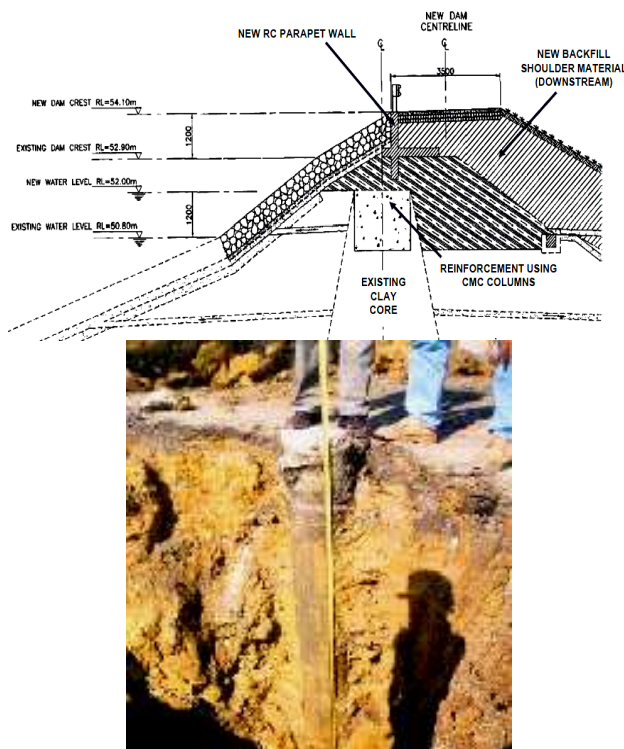 NEW DAM
CENTRELINE
NEW RC PARAPET WALL
3500
NEW BACKFILL
SHOULDER MATERIAL
(DOWNSTREAM)
NEW DAM CREST RL=54.10m
1200
EXISTING DAM CREST RL=52.90m
NEW WATER LEVEL RL=52.00m
1200
EXISTING WATER LEVEL RL=50.80m
REINFORCEMENT USING
CMC COLUMNS
EXISTING
CLAY
CORE